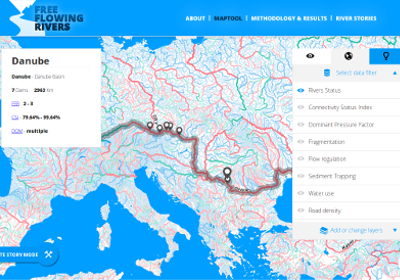 FREE
FLOWING
RIVERS
ABOUT | MAPTOOL | METHODOLOGY & RESULTS | RIVER STORIES
Danube
Danube - Danube Basin
7 Dams 2963 km
2 - 3
79.64% - 99.64%
DOM - multiple
Select data filter
Rivers Status
Connectivity Status Index
Dominant Pressure Factor
Fragmentation
Flow regulation
Sediment Trapping
Water use
Road density
Add or change layers
TE STORY MODE